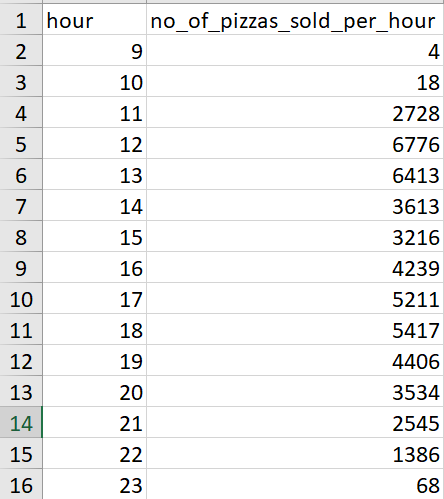 1 hour no_of_pizzas_sold_per_hour
2 9 4
3 10 18
4 11 2728
5 12 6776
6 13 6413
7 14 3613
8 15 3216
9 16 4239
10 17 5211
11 18 5417
12 19 4406
13 20 3534
14 21 2545
15 22 1386
16 23 68